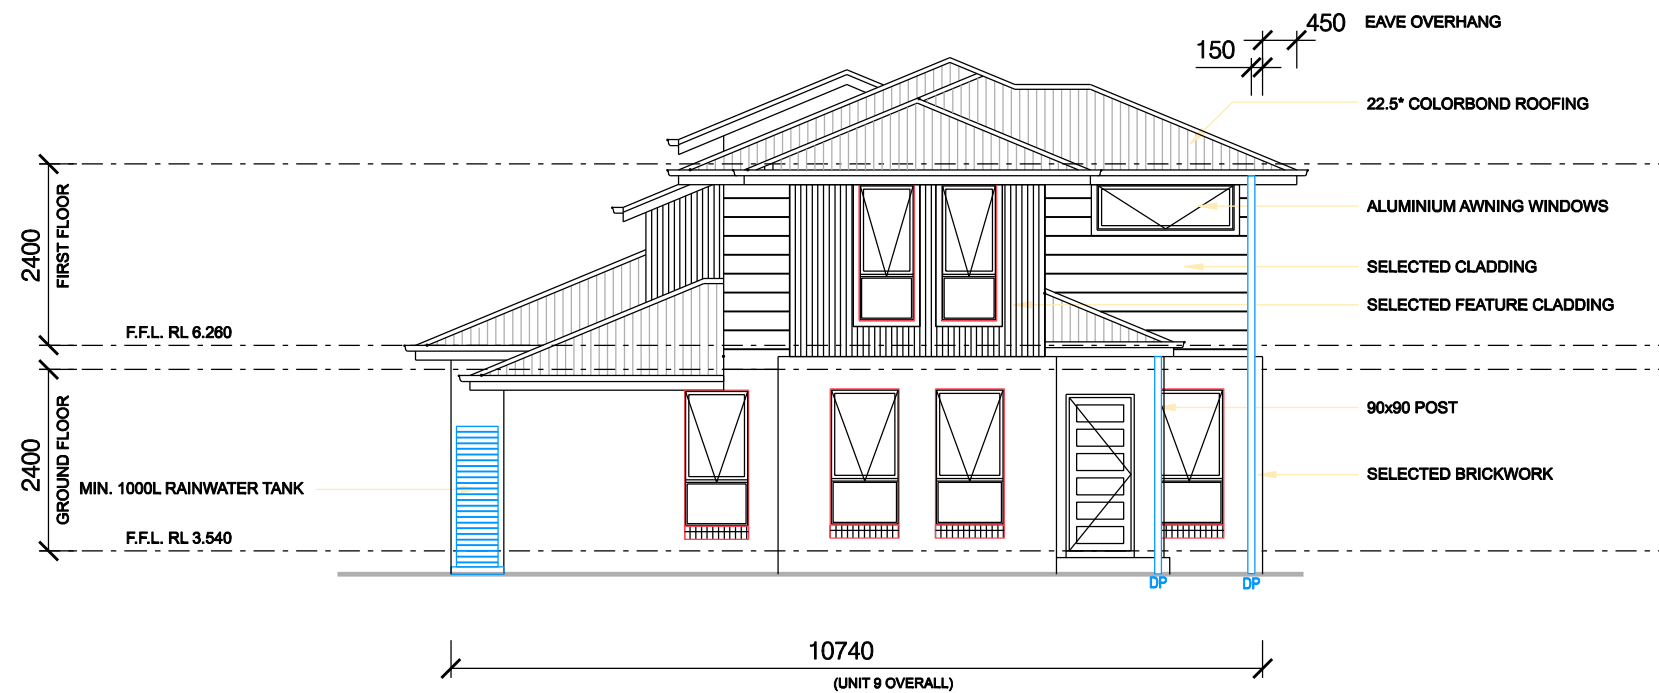 450 EAVE OVERHANG
150
22.5* COLORBOND ROOFING
2400
FIRST FLOOR
ALUMINIUM AWNING WINDOWS
SELECTED CLADDING
SELECTED FEATURE CLADDING
F.F.L. RL 6.260
2400
GROUND FLOOR
90x90 POST
SELECTED BRICKWORK
MIN. 1000L RAINWATER TANK
F.F.L. RL 3.540
DP
DP
10740
(UNIT 9 OVERALL)